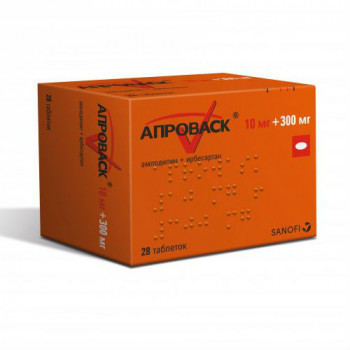 АПРОВАСК® 10 мг + 300 мг
амлодипин + ирбесартан
28 таблеток
SANOFI
28 таблеток
АПРОВАСК 10 мг + 300 мг